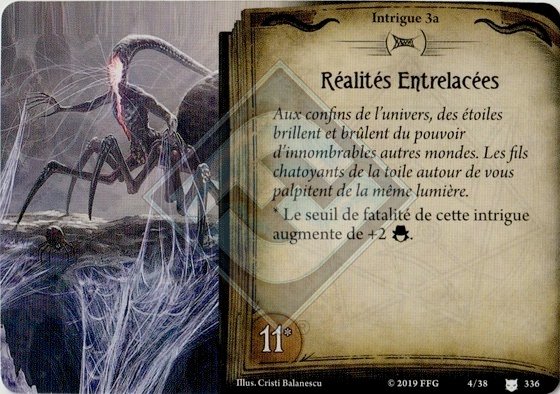 Intrigue 3a
Réalités Entrelacées
Aux confins de l'univers, des étoiles
brillent et brûlent du pouvoir
d'innombrables autres mondes. Les fils
chatoyants de la toile autour de vous
palpitent de la même lumière.
* Le seuil de fatalité de cette intrigue
augmente de +2 .
11*
Illus. Cristi Balanescu
© 2019 FFG
4/38
336